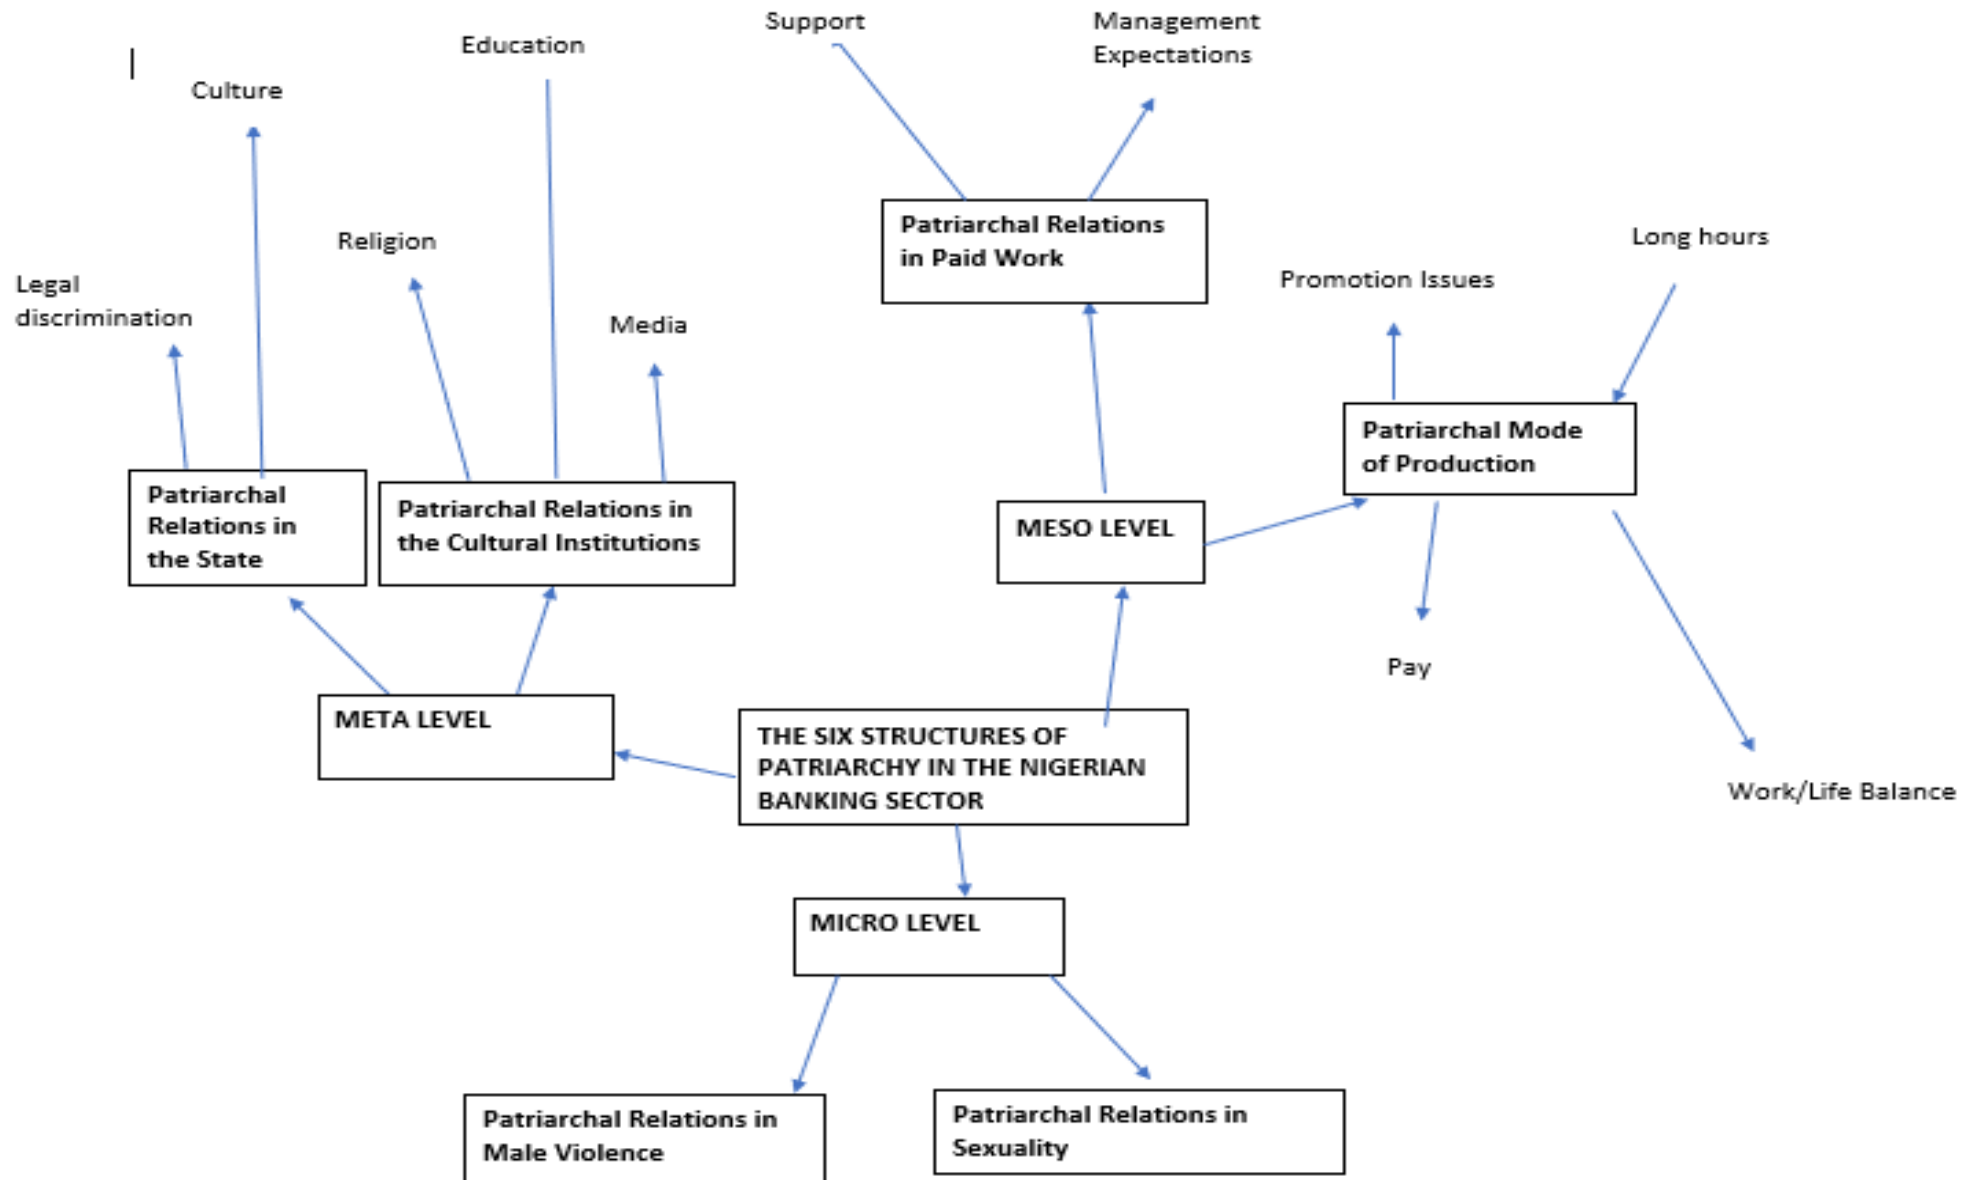 Support
Management
Expectations
Education
Culture
Patriarchal Relations
in Paid Work
Long hours
Religion
Promotion Issues
Legal
discrimination
Media
Patriarchal Mode
of Production
Patriarchal
Relations in
the State
Patriarchal Relations in
the Cultural Institutions
MESO LEVEL
Pay
META LEVEL
THE SIX STRUCTURES OF
PATRIARCHY IN THE NIGERIAN
BANKING SECTOR
Work/Life Balance
MICRO LEVEL
Patriarchal Relations in
Male Violence
Patriarchal Relations in
Sexuality